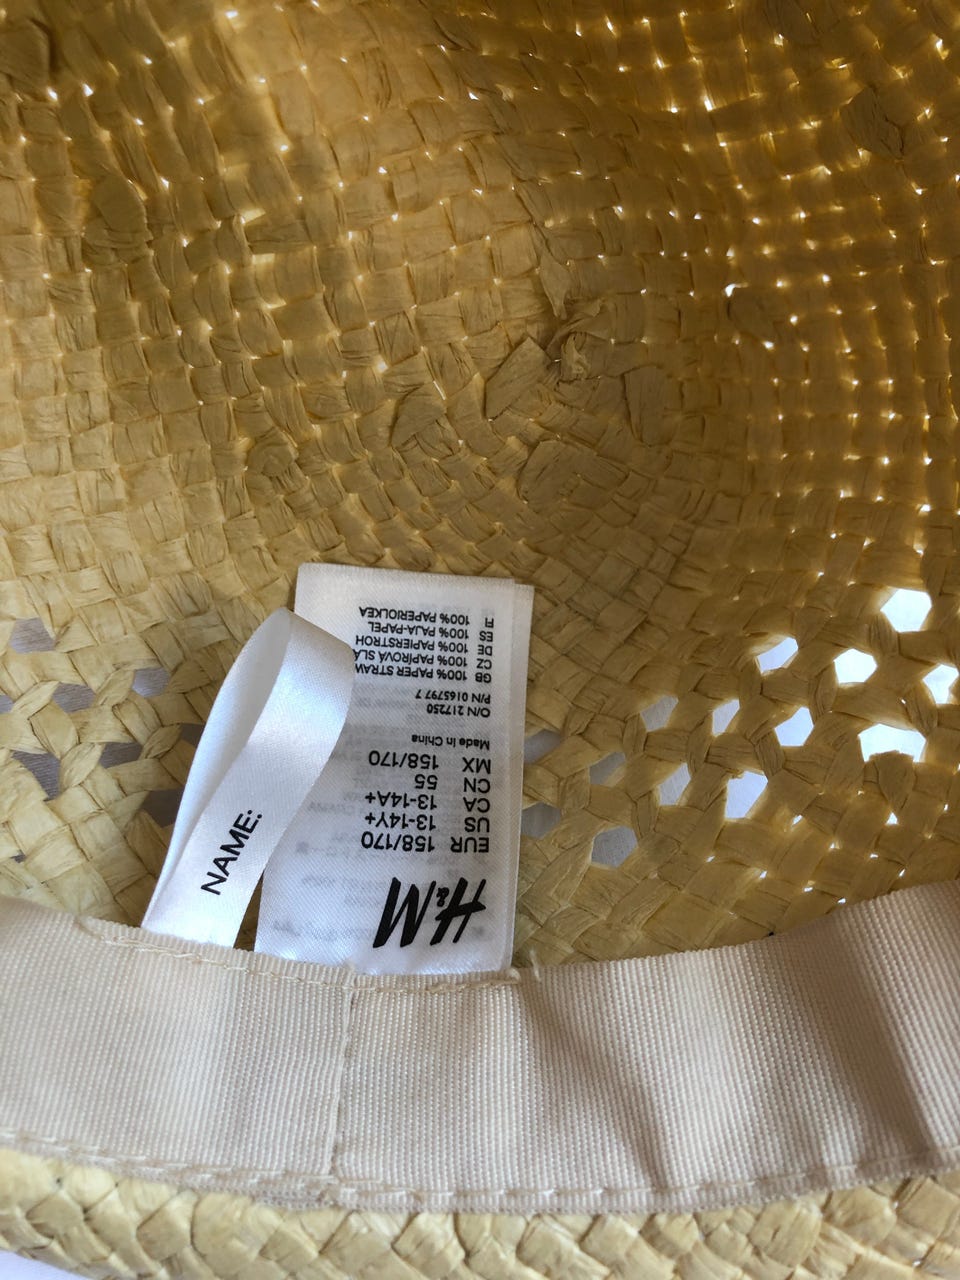 H&M
EUR 158/170
US 13-14Y+
CA 13-14A+
CN 55
MX 158/170
Made in China
O/N 217250
P/N 0165797 7
GB 100% PAPER STRAW
CZ 100% PAPÍROVÁ
DE 100% PAPIERSTROH
ES 100% PAJA-PAPEL
FI 100% PAPERIOLKEA
NAME: